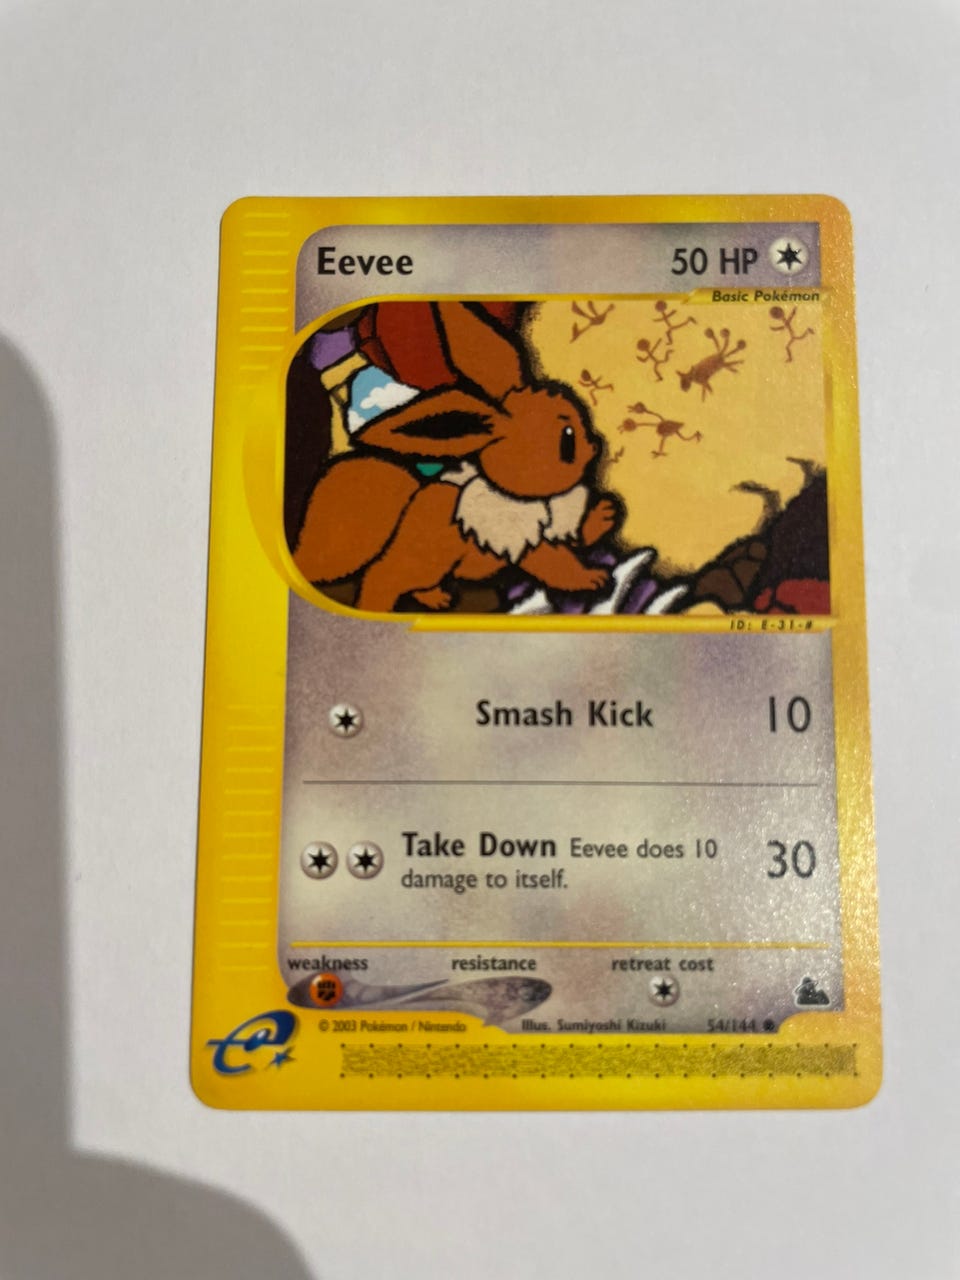 Eevee 50 HP
Basic Pokémon
ID: E-31-#
Smash Kick 10
Take Down Eevee does 10 30
damage to itself.
weakness resistance retreat cost
© 2003 Pokémon / Nintendo Illus. Sumiyoshi Kizuki 54/144
e